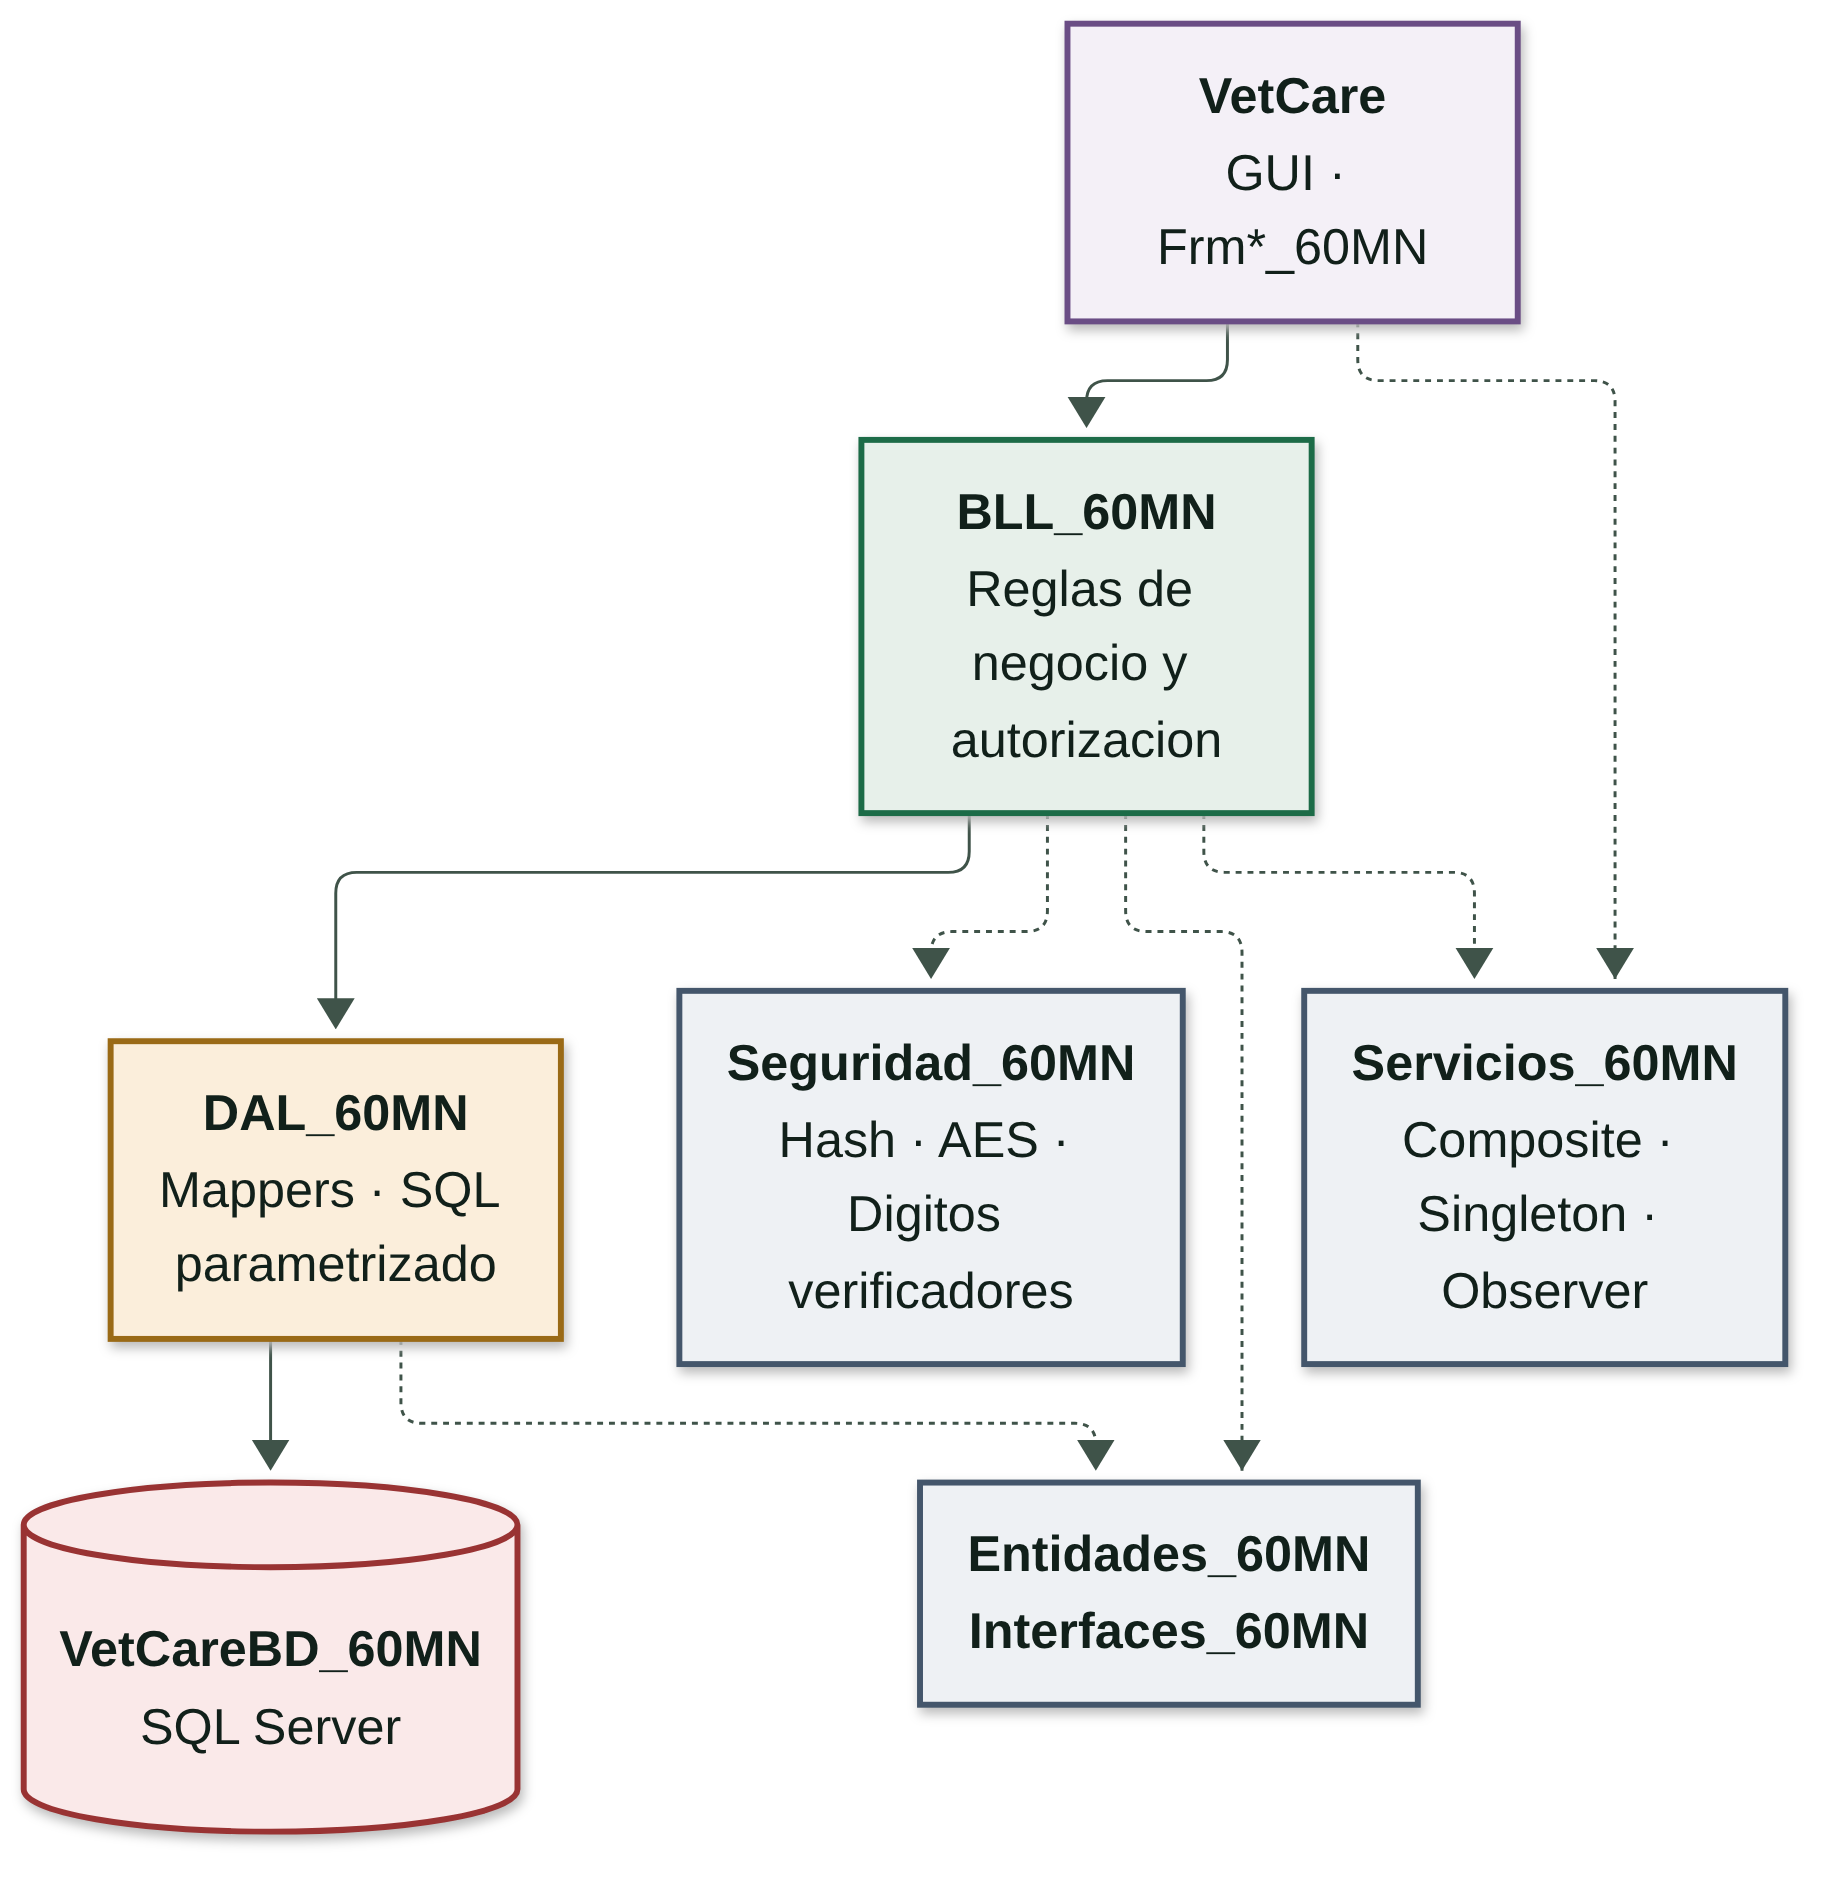 VetCare
GUI ·
Frm*_60MN
BLL_60MN
Reglas de
negocio y
autorizacion
DAL_60MN
Mappers · SQL
parametrizado
Seguridad_60MN
Hash · AES ·
Digitos
verificadores
Servicios_60MN
Composite ·
Singleton ·
Observer
VetCareBD_60MN
SQL Server
Entidades_60MN
Interfaces_60MN